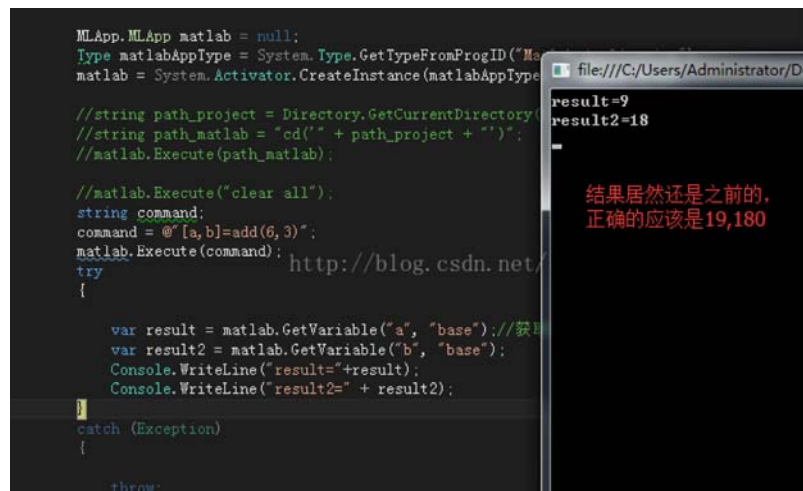 MLApp.MLApp matlab = null;
Type matlabAppType = System.Type.GetTypeFromProgID("Ma
matlab = System.Activator.CreateInstance(matlabAppType
//string path_project = Directory.GetCurrentDirectory(
//string path_matlab = "cd('" + path_project + "')";
//matlab.Execute(path_matlab);
//matlab.Execute("clear all");
string command;
command = @"[a,b]=add(6,3)";
matlab.Execute(command);
try
{
var result = matlab.GetVariable("a", "base");//获取
var result2 = matlab.GetVariable("b", "base");
Console.WriteLine("result="+result);
Console.WriteLine("result2=" + result2);
}
catch (Exception)
{
throw;
file:///C:/Users/Administrator/D
result=9
result2=18
结果居然还是之前的，
正确的应该是19,180
http://blog.csdn.net/